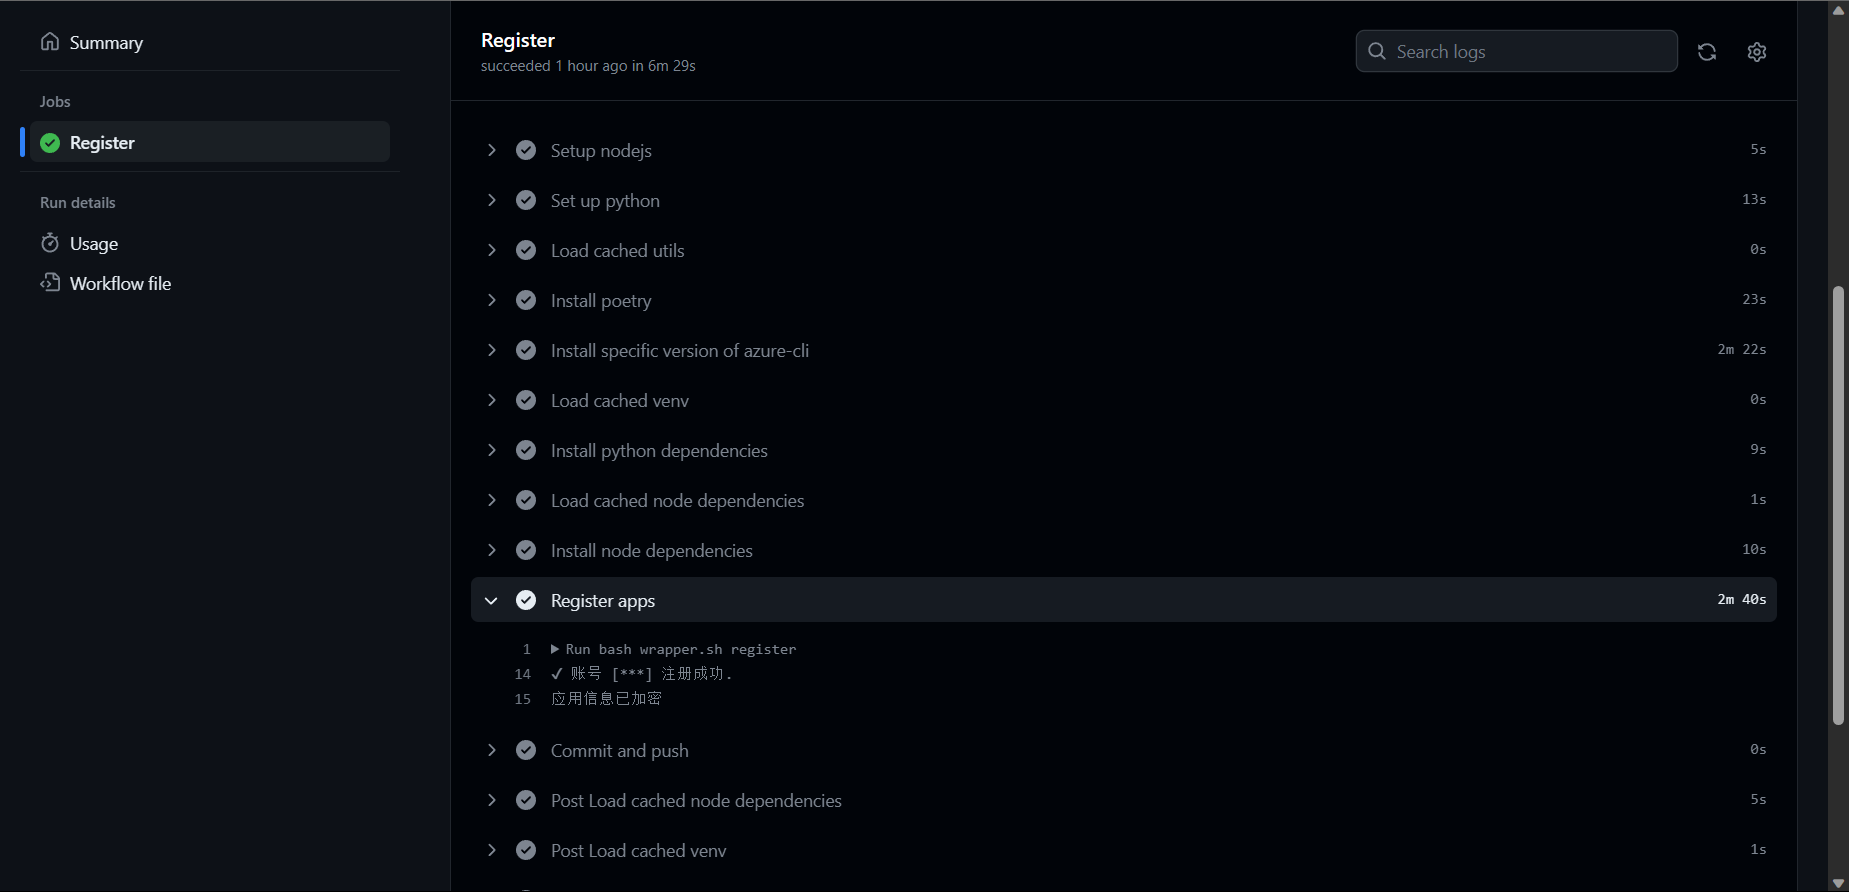 Summary
Jobs
Register
Run details
Usage
Workflow file
Register
succeeded 1 hour ago in 6m 29s
Search logs
Setup nodejs 5s
Set up python 13s
Load cached utils 0s
Install poetry 23s
Install specific version of azure-cli 2m 22s
Load cached venv 0s
Install python dependencies 9s
Load cached node dependencies 1s
Install node dependencies 10s
Register apps 2m 40s
1 ▶ Run bash wrapper.sh register
14 ✓ 账号 [***] 注册成功.
15 应用信息已加密
Commit and push 0s
Post Load cached node dependencies 5s
Post Load cached venv 1s